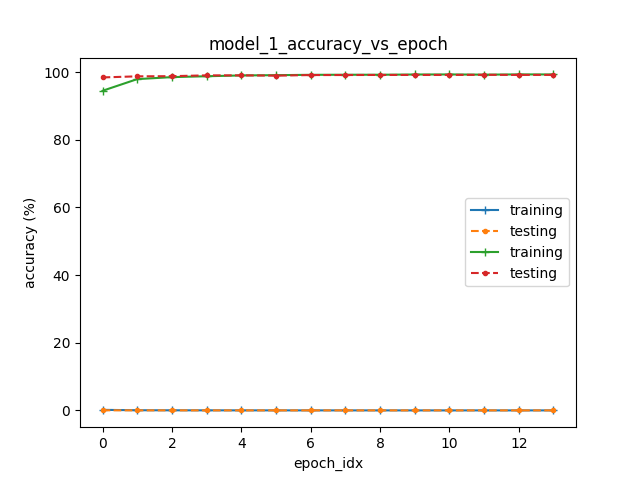 model_1_accuracy_vs_epoch
100
80
60
40
20
0
accuracy (%)
training
testing
training
testing
0 2 4 6 8 10 12
epoch_idx